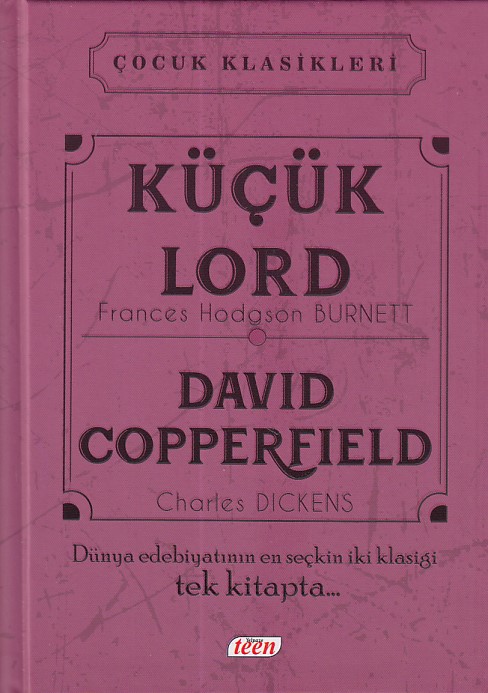 ÇOCUK KLASİKLERİ
KÜÇÜK
LORD
Frances Hodgson BURNETT
DAVID
COPPERFIELD
Charles DICKENS
Dünya edebiyatının en seçkin iki klasiği
tek kitapta...
Yelpaze
teen